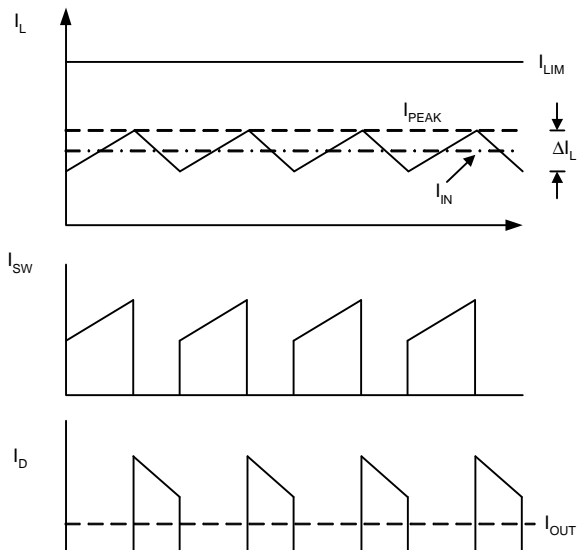 I_L
I_LIM
I_PEAK
ΔI_L
I_IN
I_SW
I_D
I_OUT